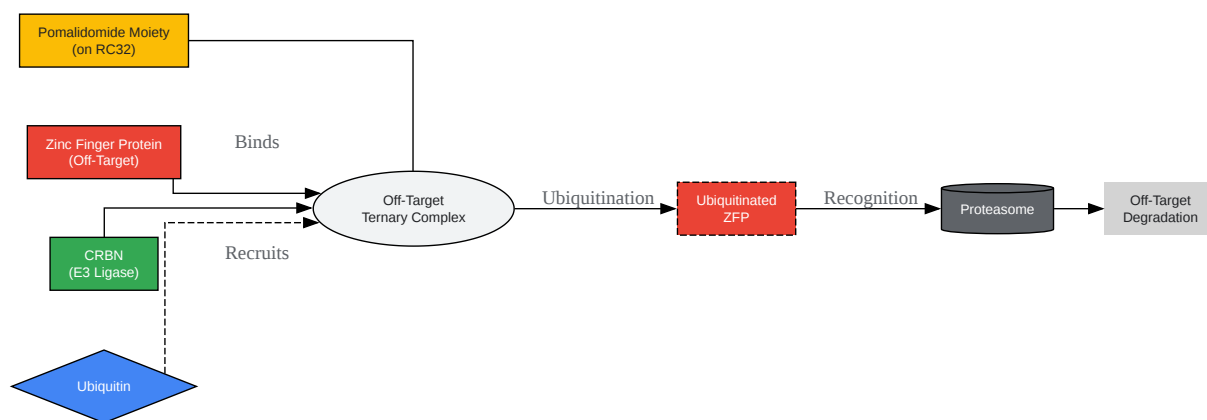 Pomalidomide Moiety
(on RC32)
Zinc Finger Protein
(Off-Target)
Binds
CRBN
(E3 Ligase)
Recruits
Ubiquitin
Off-Target
Ternary Complex
Ubiquitination
Ubiquitinated
ZFP
Recognition
Proteasome
Off-Target
Degradation